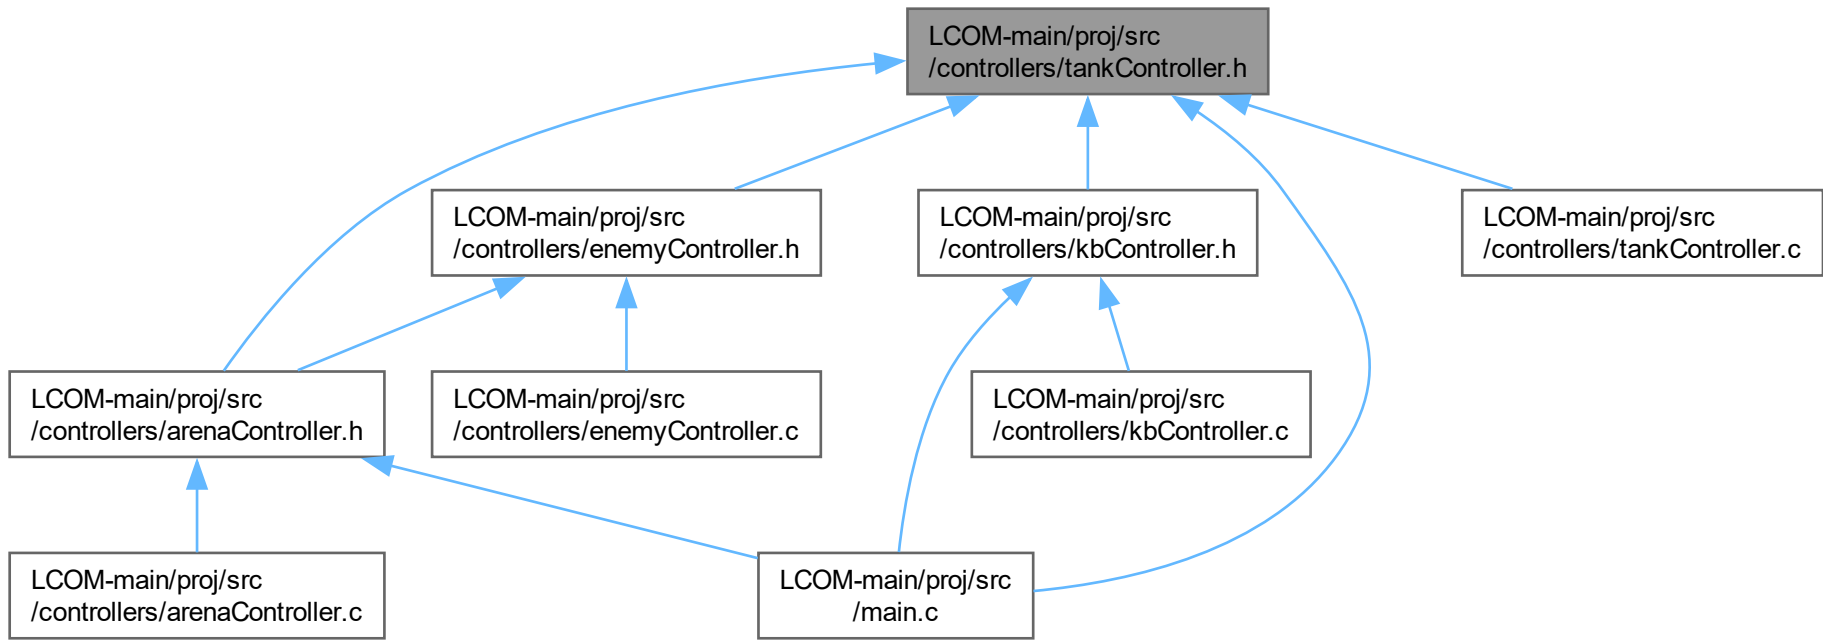 LCOM-main/proj/src
/controllers/tankController.h
LCOM-main/proj/src
/controllers/enemyController.h
LCOM-main/proj/src
/controllers/kbController.h
LCOM-main/proj/src
/controllers/tankController.c
LCOM-main/proj/src
/controllers/arenaController.h
LCOM-main/proj/src
/controllers/enemyController.c
LCOM-main/proj/src
/controllers/kbController.c
LCOM-main/proj/src
/controllers/arenaController.c
LCOM-main/proj/src
/main.c